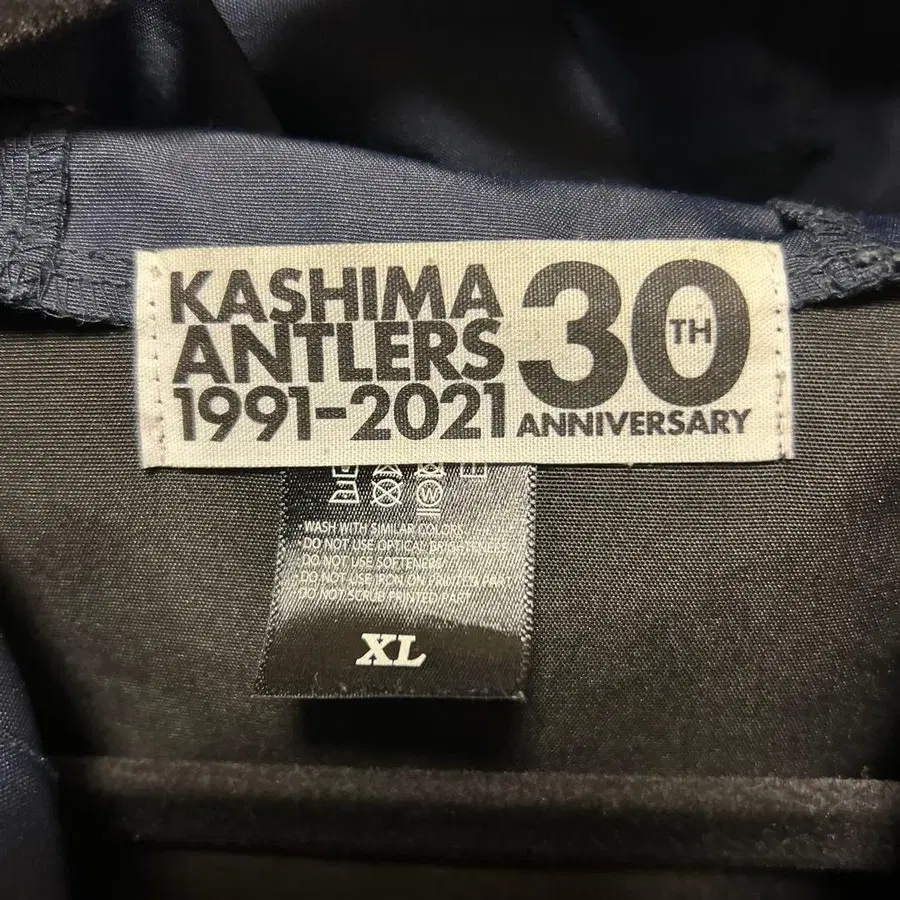 KASHIMA
ANTLERS
1991-2021
30TH
ANNIVERSARY
WASH WITH SIMILAR COLORS
DO NOT USE OPTICAL BRIGHTENERS
DO NOT USE SOFTENER
DO NOT USE IRON ON PRINTED PART
DO NOT SCRUB PRINTED PART
XL